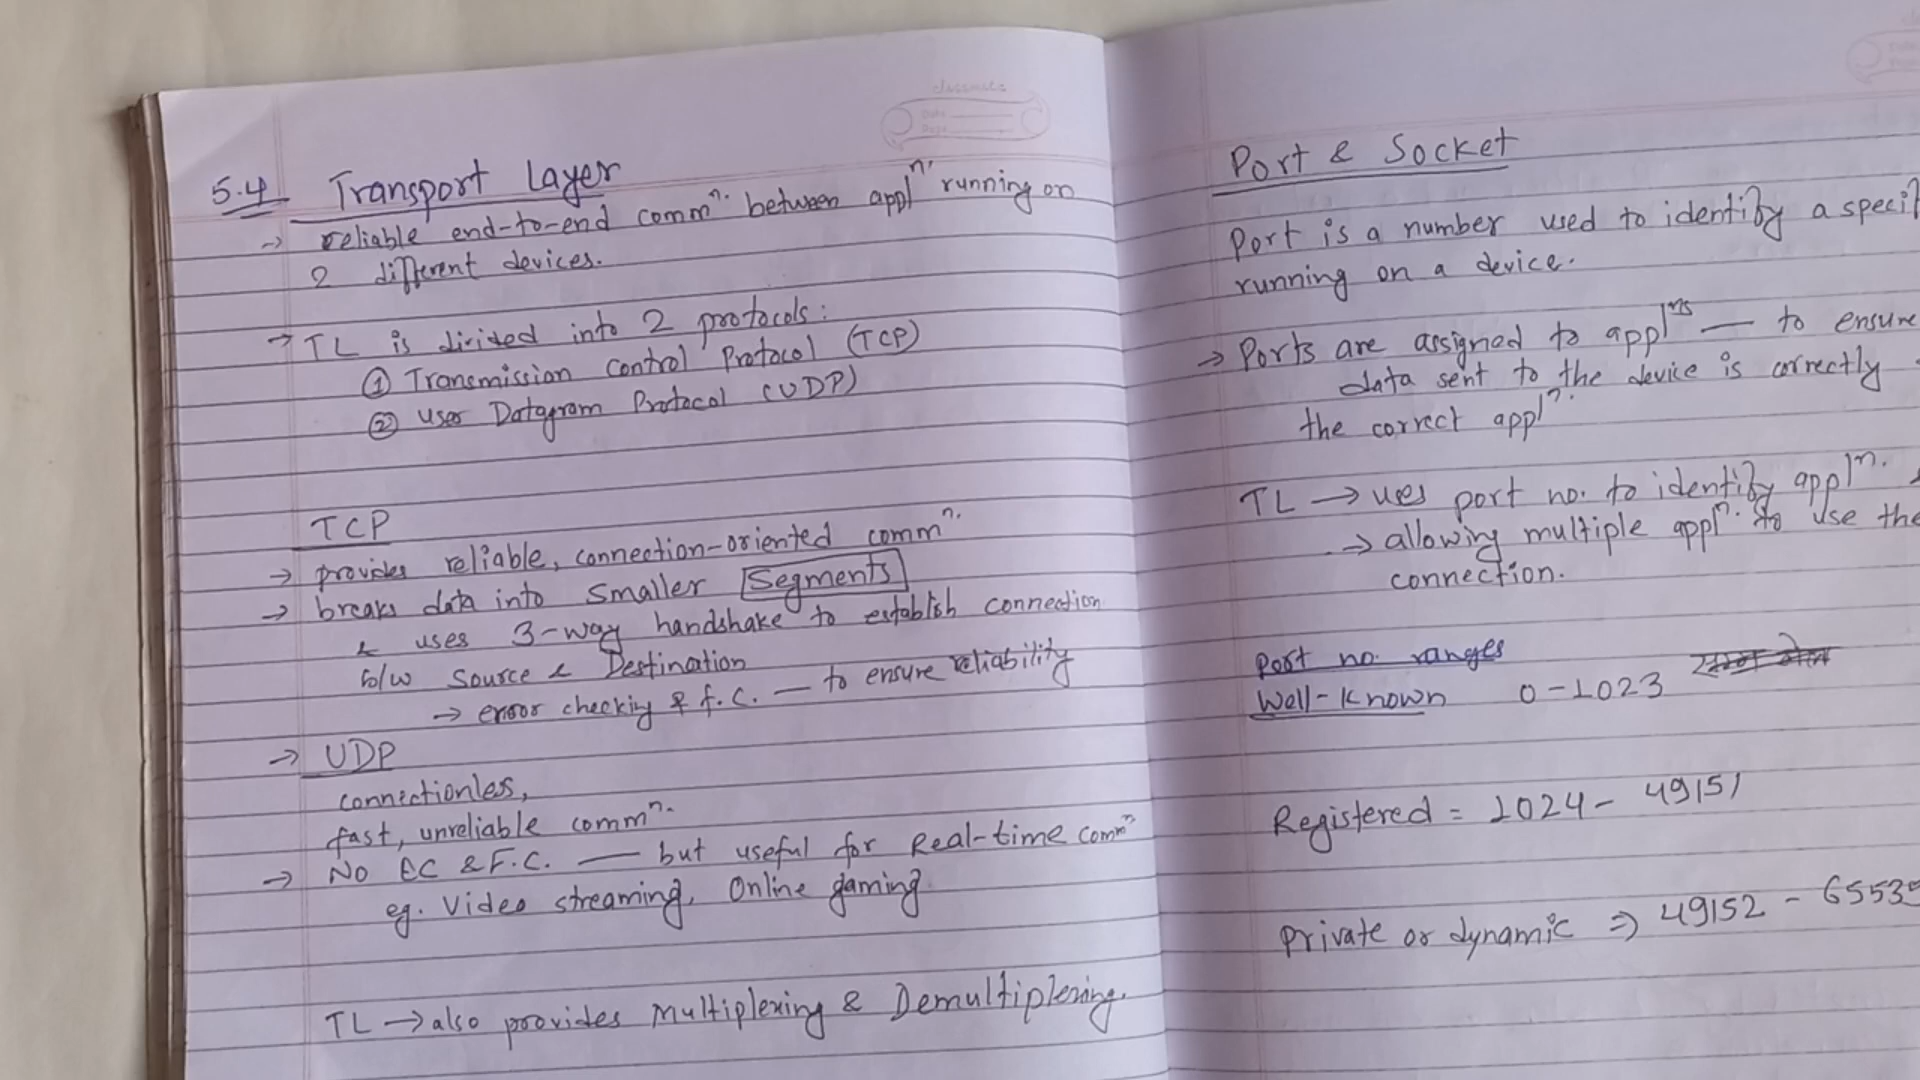 classmate
Date
Page
5.4 Transport Layer
→ reliable end-to-end commⁿ. between applⁿ. running on
2 different devices.
→ TL is divided into 2 protocols:
① Transmission Control Protocol (TCP)
② User Datagram Protocol (UDP)
TCP
→ provides reliable, connection-oriented commⁿ.
→ breaks data into smaller Segments
& uses 3-way handshake to establish connection
b/w Source & Destination
→ error checking & f.C. — to ensure reliability
→ UDP
connectionless,
fast, unreliable commⁿ.
→ No EC & F.C. — but useful for Real-time commⁿ
eg. Video streaming, Online gaming.
TL → also provides Multiplexing & Demultiplexing.
Port & Socket
Port is a number used to identify a specif
running on a device.
→ Ports are assigned to applⁿˢ — to ensure
data sent to the device is correctly
the correct applⁿ.
TL → uses port no. to identify applⁿ.
→ allowing multiple applⁿ. to use the
connection.
Port no. ranges
Well-Known 0-1023
Registered = 1024 - 49151
Private or dynamic ⇒ 49152 - 65535